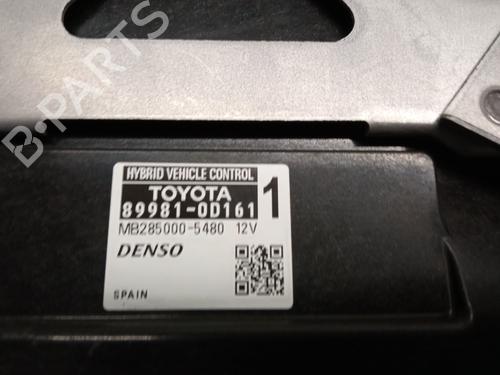 B-PARTS
HYBRID VEHICLE CONTROL
TOYOTA 1
89981-0D161
MB285000-5480 12V
DENSO
SPAIN